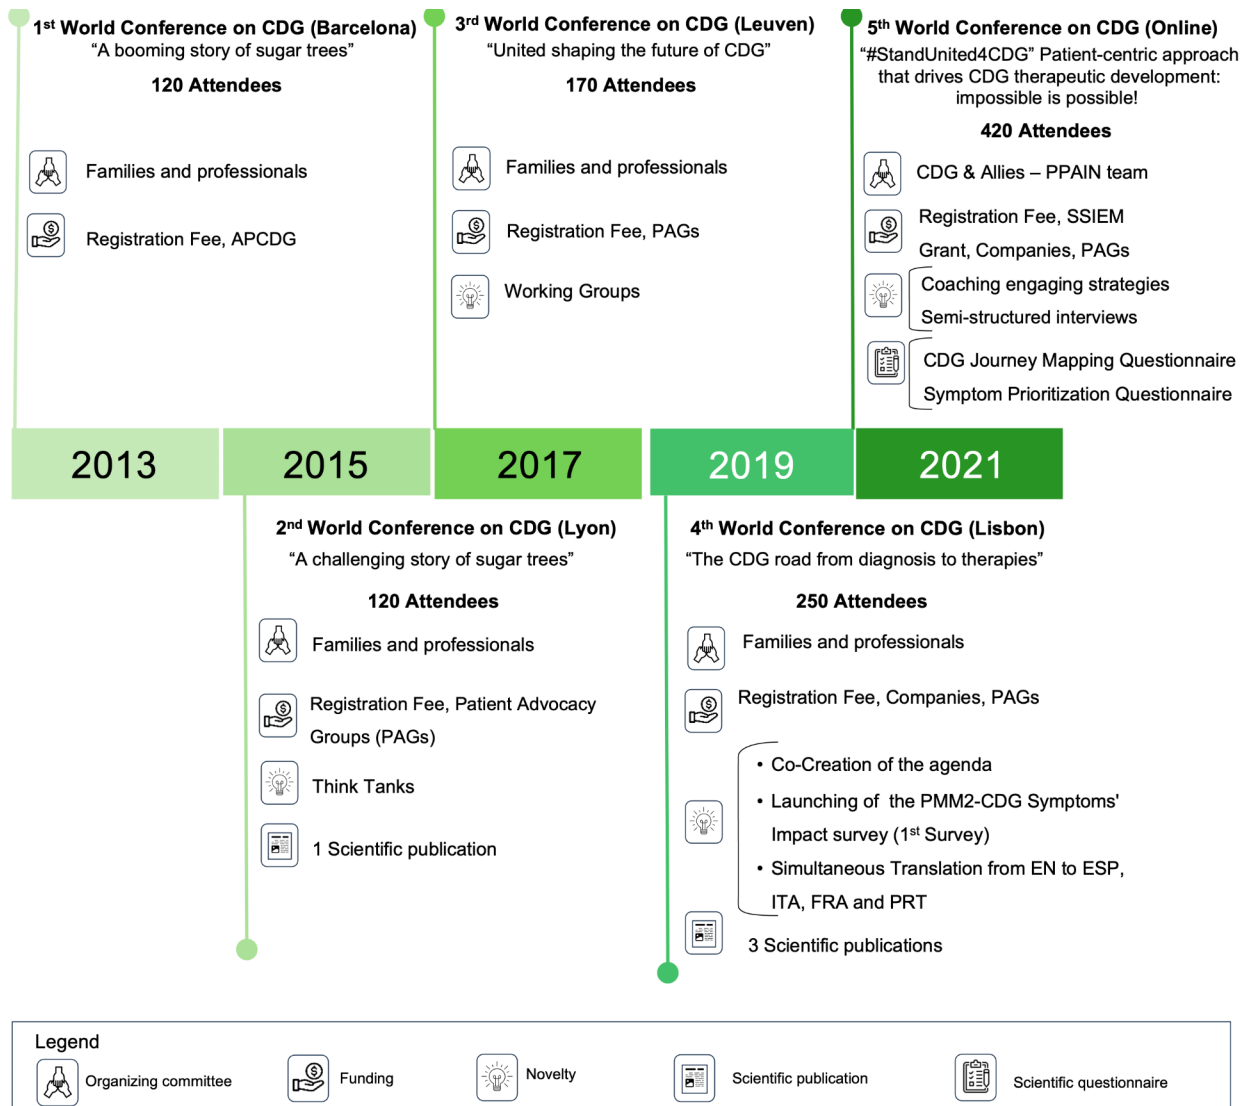 1st World Conference on CDG (Barcelona)
“A booming story of sugar trees”
120 Attendees
Families and professionals
Registration Fee, APCDG
3rd World Conference on CDG (Leuven)
“United shaping the future of CDG”
170 Attendees
Families and professionals
Registration Fee, PAGs
Working Groups
5th World Conference on CDG (Online)
“#StandUnited4CDG” Patient-centric approach
that drives CDG therapeutic development:
impossible is possible!
420 Attendees
CDG & Allies – PPAIN team
Registration Fee, SSIEM
Grant, Companies, PAGs
Coaching engaging strategies
Semi-structured interviews
CDG Journey Mapping Questionnaire
Symptom Prioritization Questionnaire
2013
2015
2017
2019
2021
2nd World Conference on CDG (Lyon)
“A challenging story of sugar trees”
120 Attendees
Families and professionals
Registration Fee, Patient Advocacy
Groups (PAGs)
Think Tanks
1 Scientific publication
4th World Conference on CDG (Lisbon)
“The CDG road from diagnosis to therapies”
250 Attendees
Families and professionals
Registration Fee, Companies, PAGs
• Co-Creation of the agenda
• Launching of the PMM2-CDG Symptoms'
Impact survey (1st Survey)
• Simultaneous Translation from EN to ESP,
ITA, FRA and PRT
3 Scientific publications
Legend
Organizing committee
Funding
Novelty
Scientific publication
Scientific questionnaire